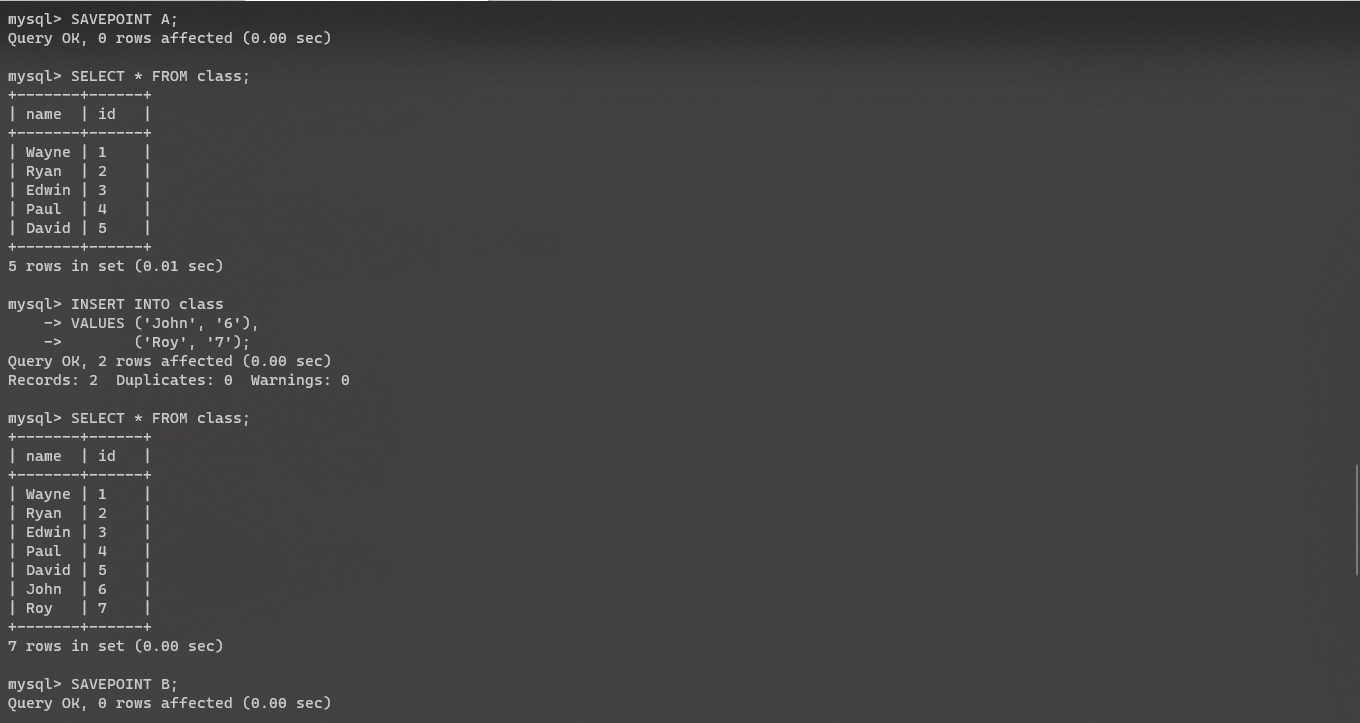 mysql> SAVEPOINT A;
Query OK, 0 rows affected (0.00 sec)

mysql> SELECT * FROM class;
+-------+------+
| name  | id   |
+-------+------+
| Wayne | 1    |
| Ryan  | 2    |
| Edwin | 3    |
| Paul  | 4    |
| David | 5    |
+-------+------+
5 rows in set (0.01 sec)

mysql> INSERT INTO class
    -> VALUES ('John', '6'),
    ->        ('Roy', '7');
Query OK, 2 rows affected (0.00 sec)
Records: 2  Duplicates: 0  Warnings: 0

mysql> SELECT * FROM class;
+-------+------+
| name  | id   |
+-------+------+
| Wayne | 1    |
| Ryan  | 2    |
| Edwin | 3    |
| Paul  | 4    |
| David | 5    |
| John  | 6    |
| Roy   | 7    |
+-------+------+
7 rows in set (0.00 sec)

mysql> SAVEPOINT B;
Query OK, 0 rows affected (0.00 sec)